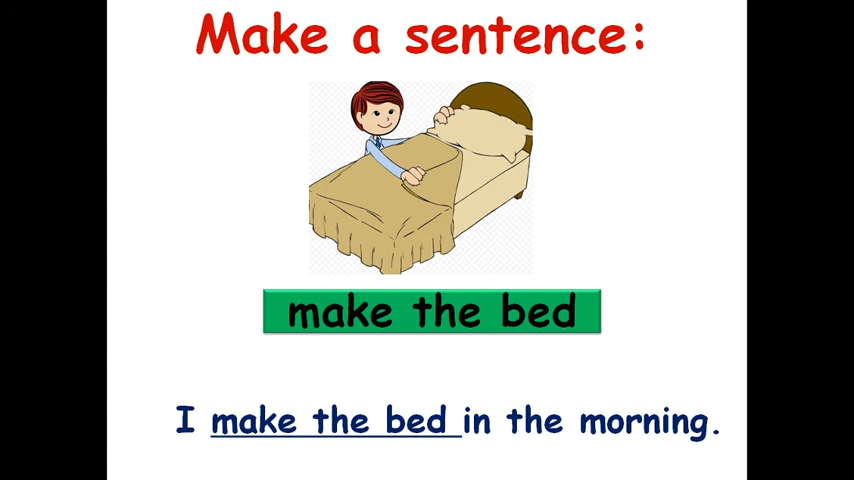 Make a sentence:
make the bed
I make the bed in the morning.